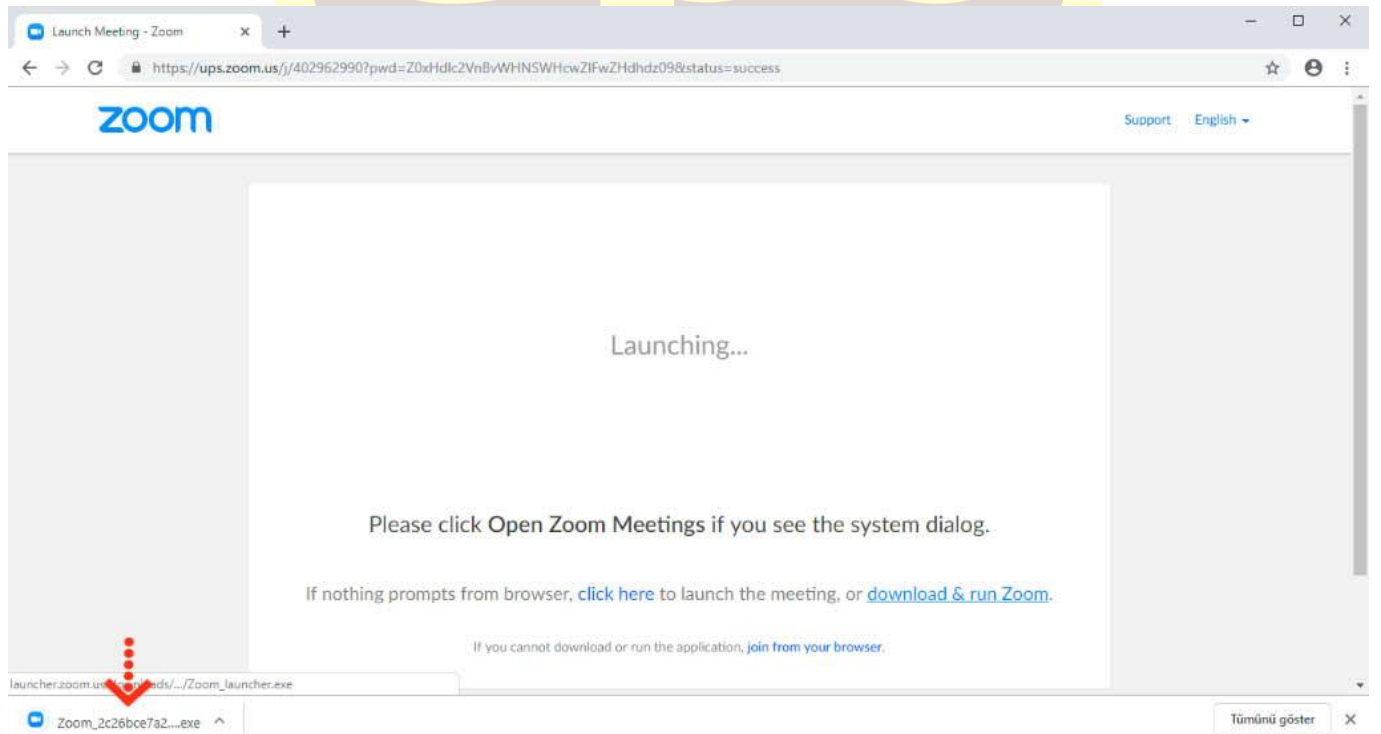 Launch Meeting - Zoom
https://ups.zoom.us/j/402962990?pwd=Z0xHdlc2VnBvWHNSWHcwZlFwZHdhdz09&status=success
zoom
Support English
Launching...
Please click Open Zoom Meetings if you see the system dialog.
If nothing prompts from browser, click here to launch the meeting, or download & run Zoom.
If you cannot download or run the application, join from your browser.
launcher.zoom.us/downloads/.../Zoom_launcher.exe
Zoom_2c26bce7a2....exe
Tümünü göster